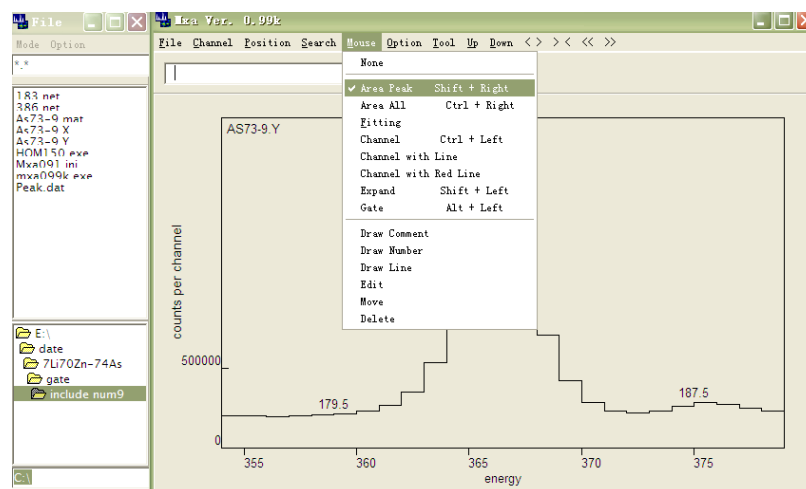 File
Mode Option
*.*
183 net
386 net
As73-9 mat
As73-9 X
As73-9 Y
HOM150 exe
Mxa091 ini
mxa099k exe
Peak.dat
E:\
date
7Li70Zn-74As
gate
include num9
C:\
Mxa Ver. 0.99k
File Channel Position Search Mouse Option Tool Up Down < > > < << >>
None
✓ Area Peak Shift + Right
Area All Ctrl + Right
Fitting
Channel Ctrl + Left
Channel with Line
Channel with Red Line
Expand Shift + Left
Gate Alt + Left
Draw Comment
Draw Number
Draw Line
Edit
Move
Delete
AS73-9.Y
counts per channel
500000
0
179.5
187.5
355 360 365 370 375
energy